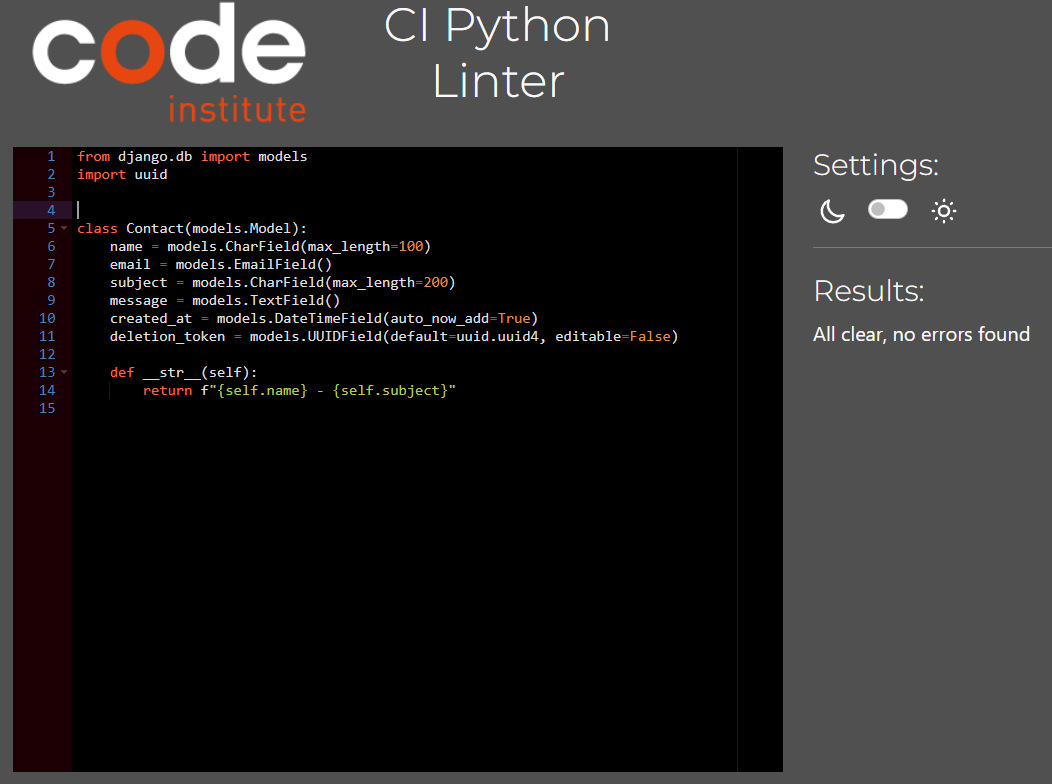 code
institute
CI Python
Linter
1 from django.db import models
2 import uuid
3
4
5 class Contact(models.Model):
6     name = models.CharField(max_length=100)
7     email = models.EmailField()
8     subject = models.CharField(max_length=200)
9     message = models.TextField()
10     created_at = models.DateTimeField(auto_now_add=True)
11     deletion_token = models.UUIDField(default=uuid.uuid4, editable=False)
12
13     def __str__(self):
14         return f"{self.name} - {self.subject}"
15
Settings:
Results:
All clear, no errors found